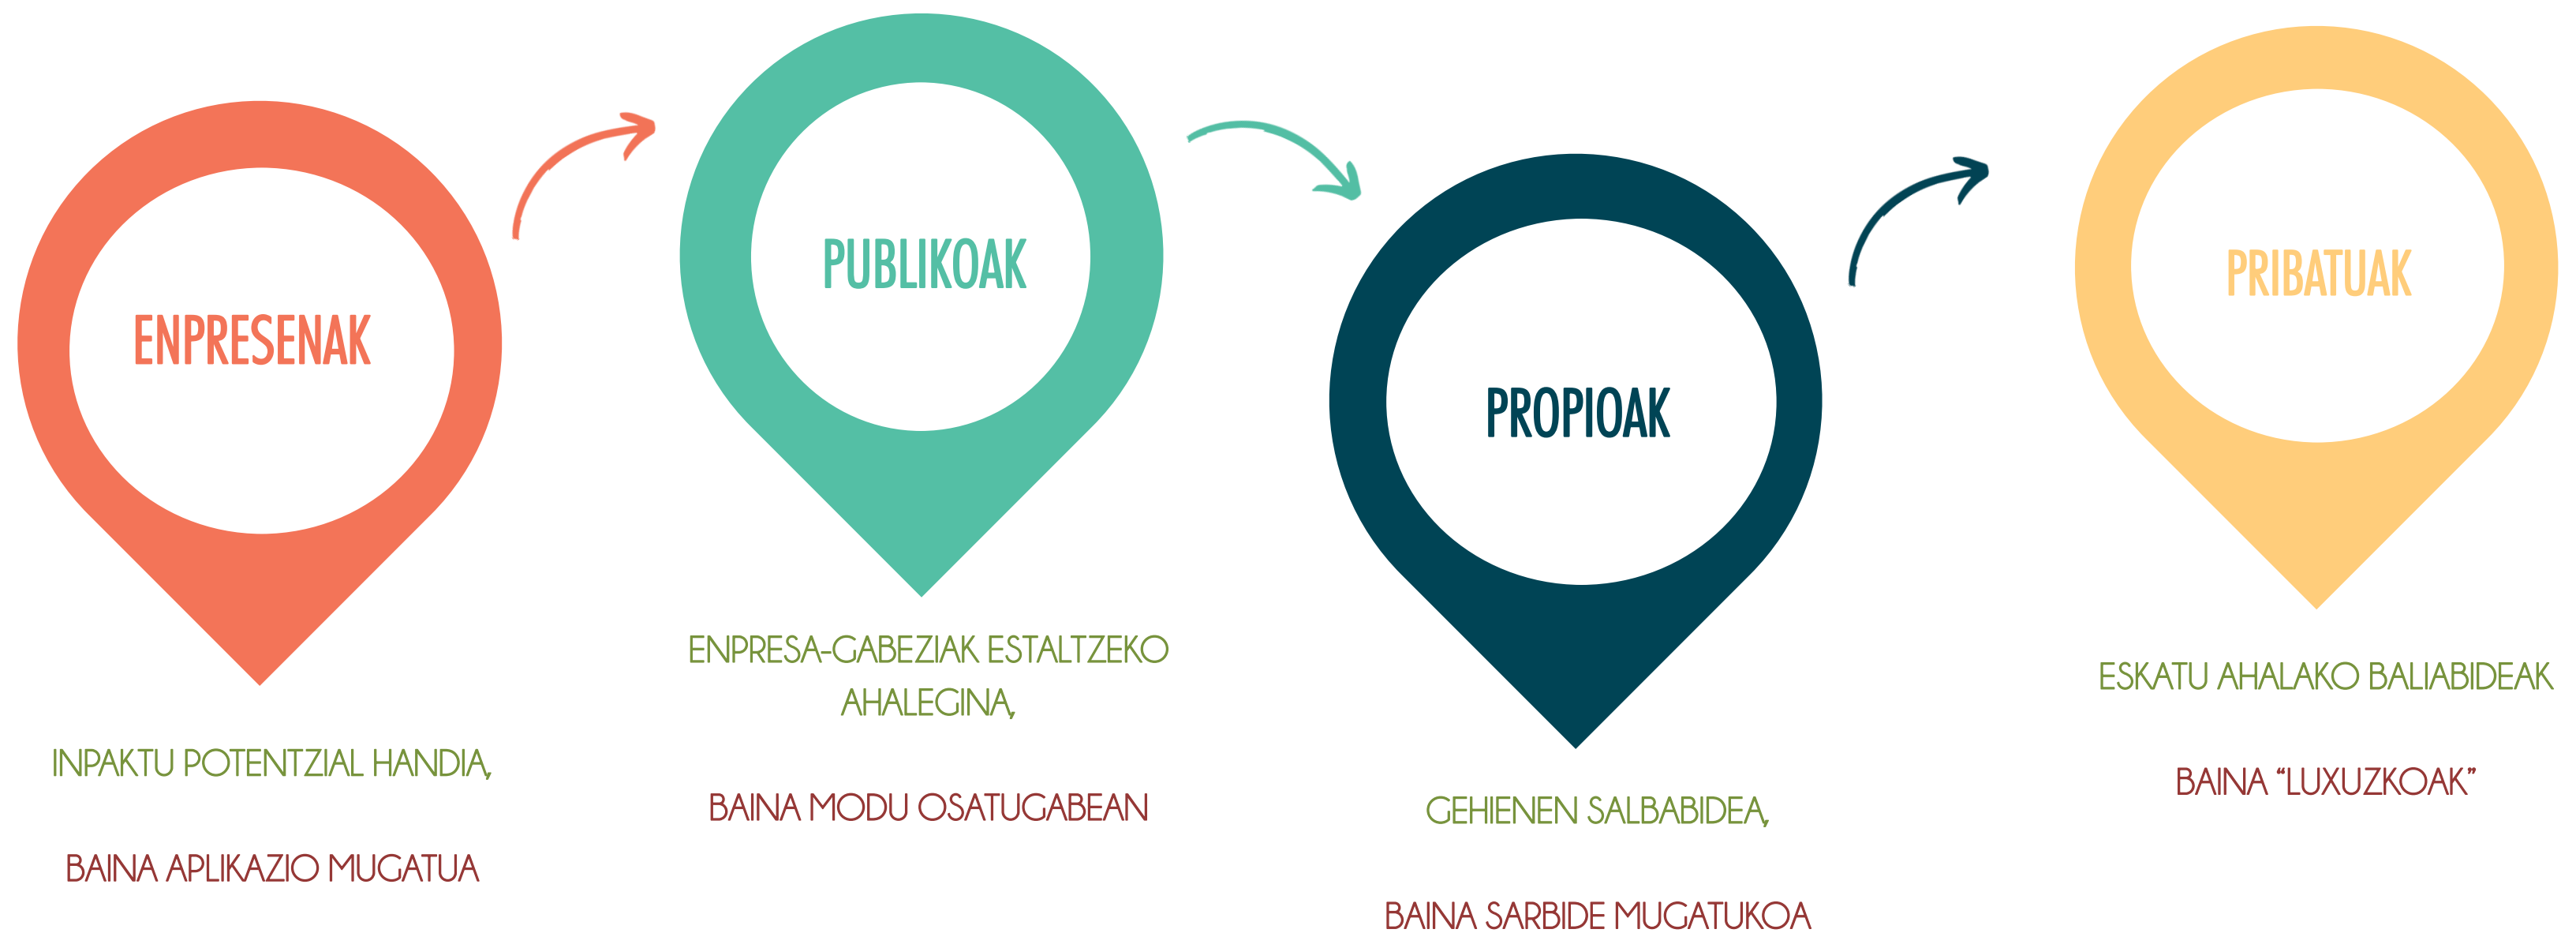 ENPRESENAK
INPAKTU POTENTZIAL HANDIA,
BAINA APLIKAZIO MUGATUA
PUBLIKOAK
ENPRESA-GABEZIAK ESTALTZEKO
AHALEGINA,
BAINA MODU OSATUGABEAN
PROPIOAK
GEHIENEN SALBABIDEA,
BAINA SARBIDE MUGATUKOA
PRIBATUAK
ESKATU AHALAKO BALIABIDEAK
BAINA “LUXUZKOAK”